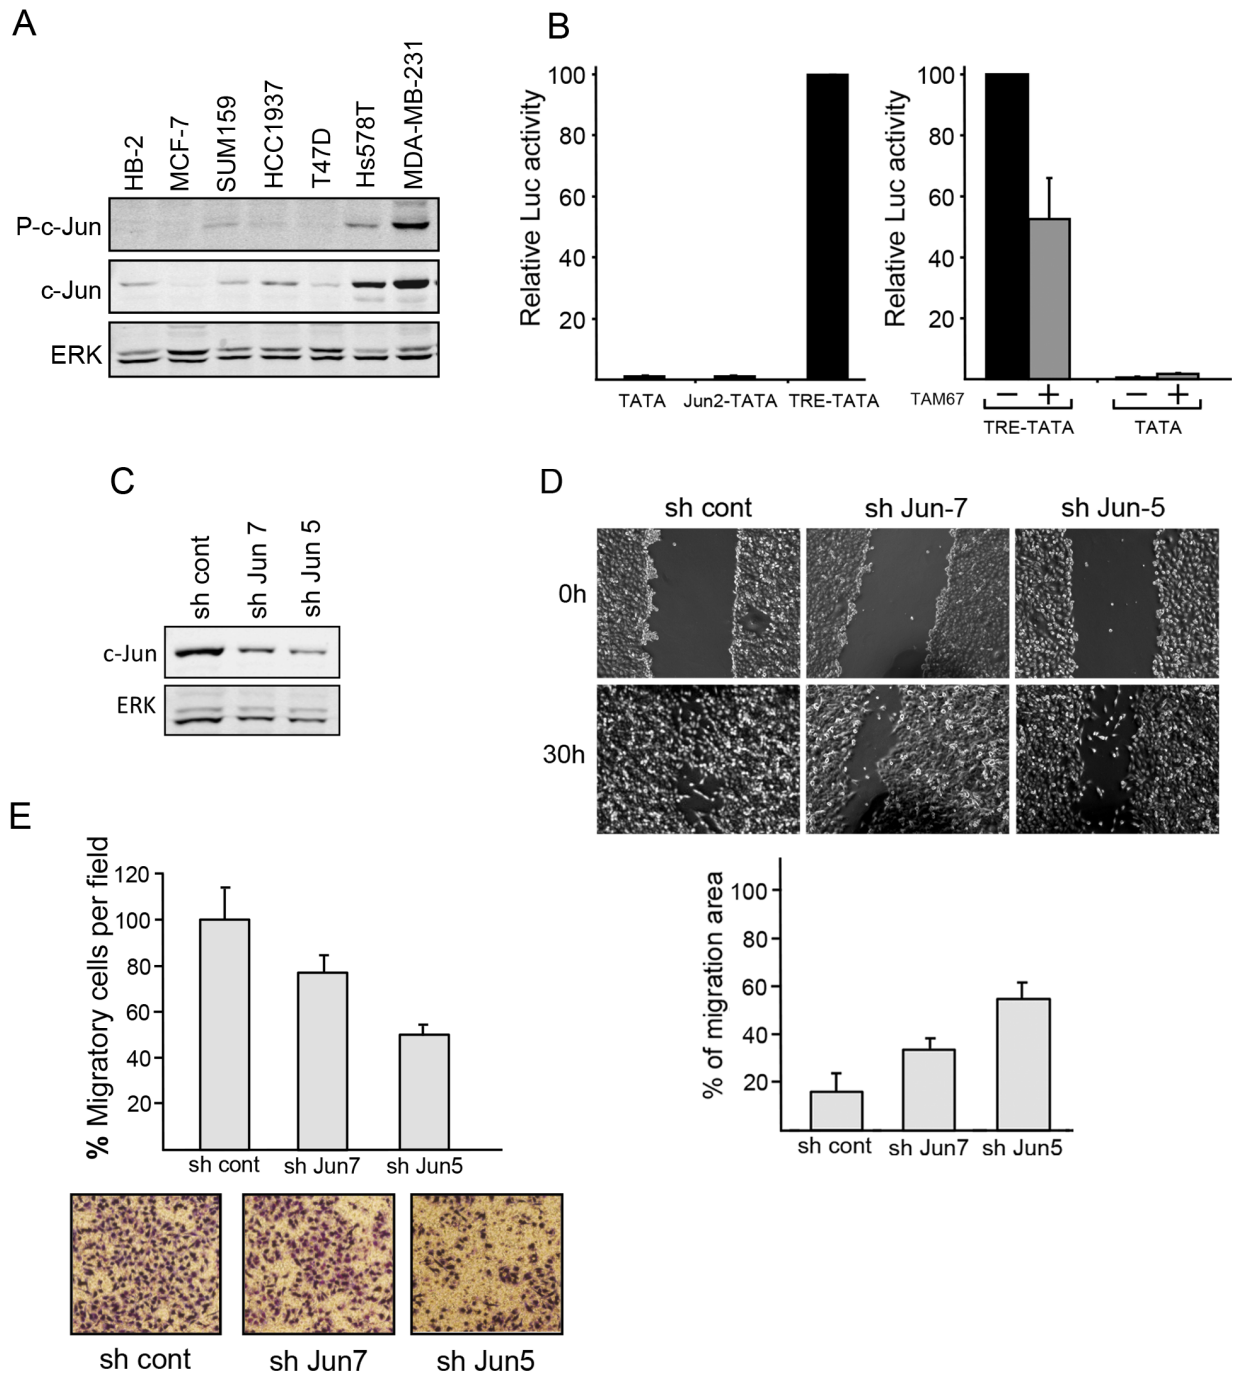 A
HB-2
MCF-7
SUM159
HCC1937
T47D
Hs578T
MDA-MB-231
P-c-Jun
c-Jun
ERK
B
Relative Luc activity
100
80
60
40
20
TATA Jun2-TATA TRE-TATA
Relative Luc activity
100
80
60
40
20
TAM67 − + − +
TRE-TATA TATA
C
sh cont
sh Jun 7
sh Jun 5
c-Jun
ERK
D
sh cont sh Jun-7 sh Jun-5
0h
30h
% of migration area
100
80
60
40
20
sh cont sh Jun7 sh Jun5
E
% Migratory cells per field
120
100
80
60
40
20
sh cont sh Jun7 sh Jun5
sh cont sh Jun7 sh Jun5